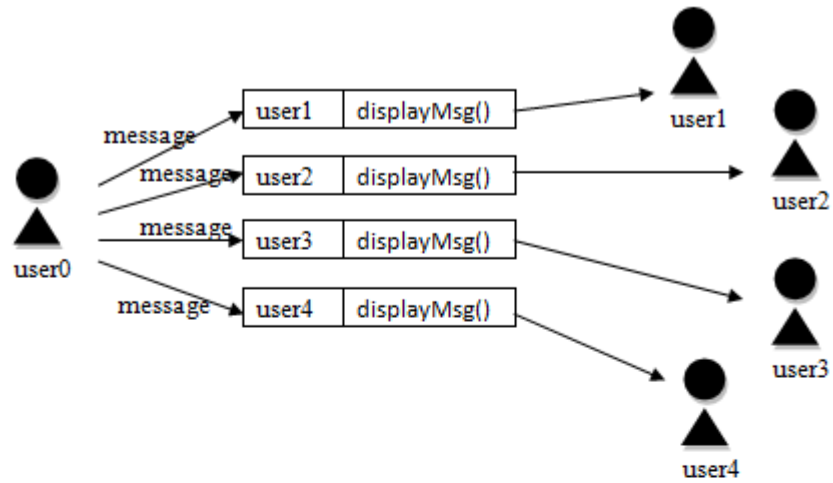 user0
message
message
message
message
user1 displayMsg()
user2 displayMsg()
user3 displayMsg()
user4 displayMsg()
user1
user2
user3
user4